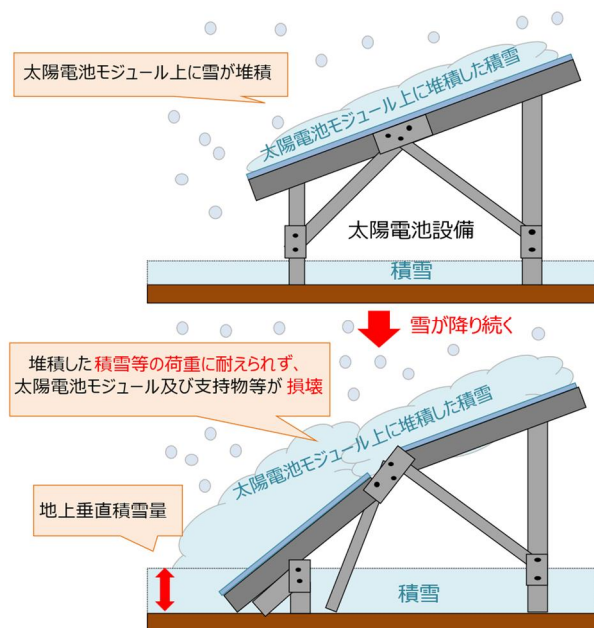 太陽電池モジュール上に雪が堆積
太陽電池モジュール上に堆積した積雪
太陽電池設備
積雪
雪が降り続く
堆積した積雪等の荷重に耐えられず、
太陽電池モジュール及び支持物等が 損壊
太陽電池モジュール上に堆積した積雪
地上垂直積雪量
積雪